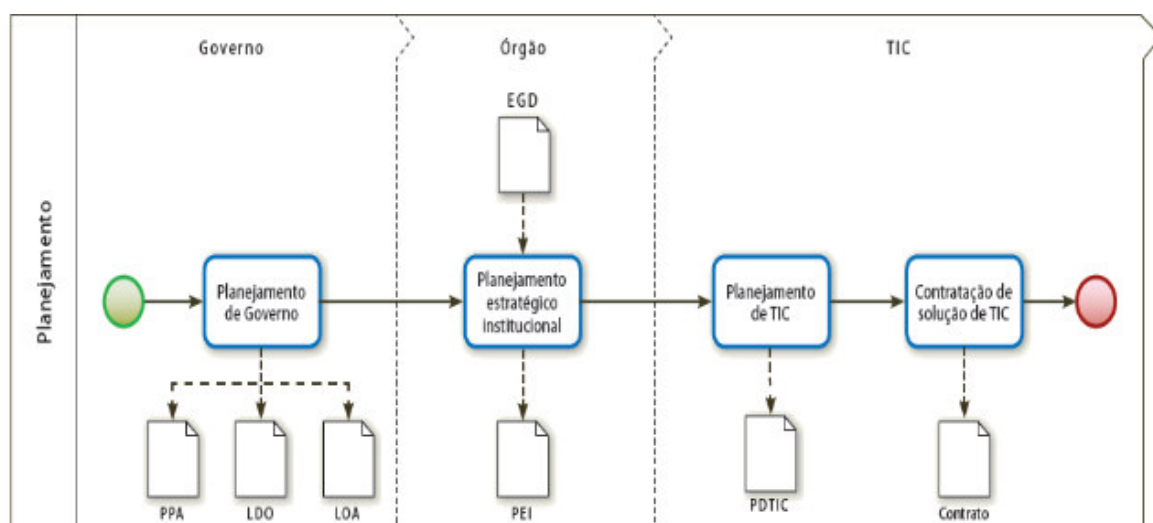 Governo
Órgão
TIC
EGD
Planejamento
Planejamento
de Governo
Planejamento
estratégico
institucional
Planejamento
de TIC
Contratação de
solução de TIC
PPA
LDO
LOA
PEI
PDTIC
Contrato